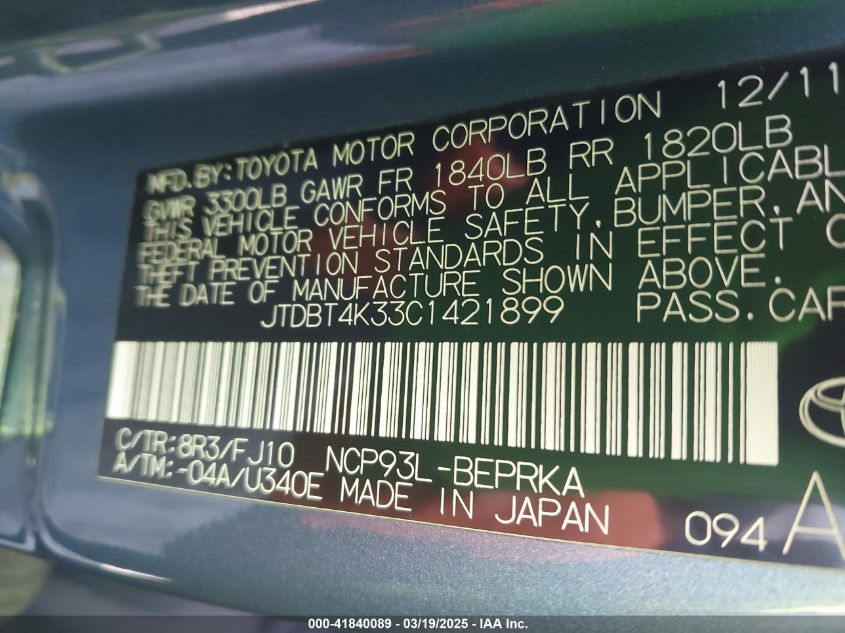 MFD.BY:TOYOTA MOTOR CORPORATION 12/11
GVWR 3300LB GAWR FR 1840LB RR 1820LB
THIS VEHICLE CONFORMS TO ALL APPLICABL
FEDERAL MOTOR VEHICLE SAFETY, BUMPER, AN
THEFT PREVENTION STANDARDS IN EFFECT O
THE DATE OF MANUFACTURE SHOWN ABOVE.
JTDBT4K33C1421899 PASS.CAR
C/TR:8R3/FJ10 NCP93L-BEPRKA
A/TM:-04A/U340E MADE IN JAPAN 094 A
000-41840089 - 03/19/2025 - IAA Inc.